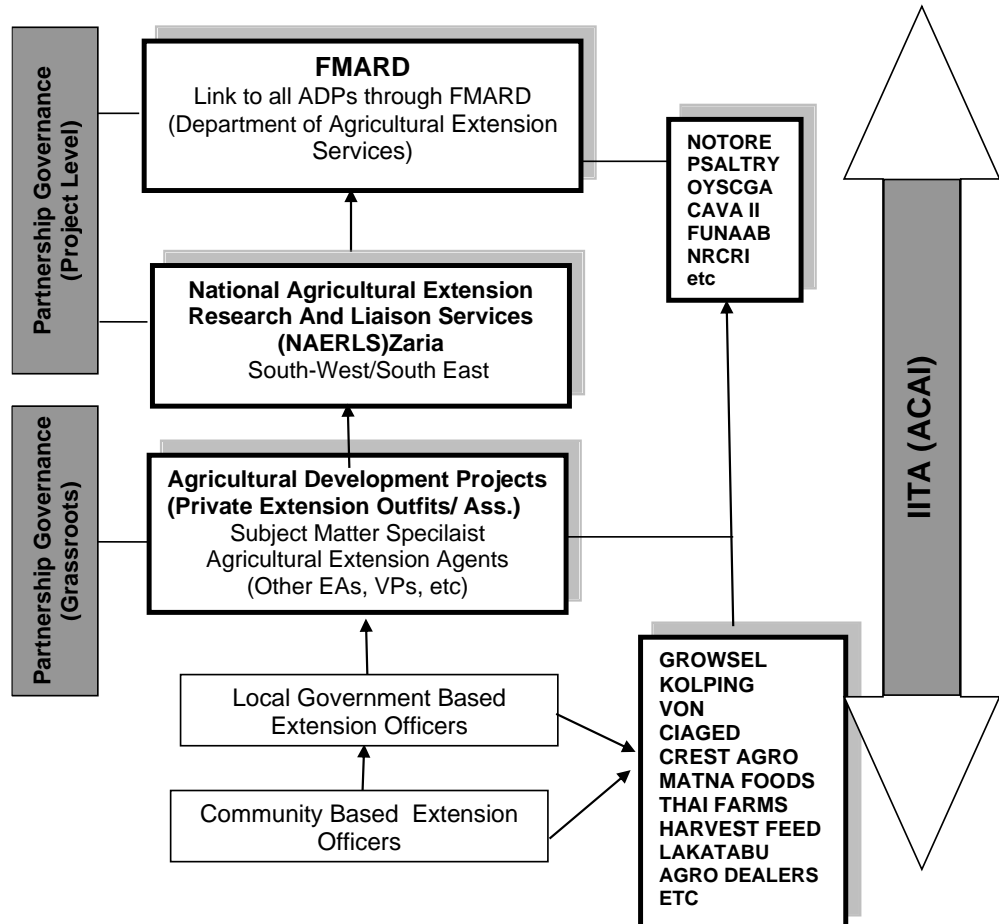 Partnership Governance
(Project Level)
FMARD
Link to all ADPs through FMARD
(Department of Agricultural Extension
Services)
NOTORE
PSALTRY
OYSCGA
CAVA II
FUNAAB
NRCRI
etc
National Agricultural Extension
Research And Liaison Services
(NAERLS)Zaria
South-West/South East
Partnership Governance
(Grassroots)
Agricultural Development Projects
(Private Extension Outfits/ Ass.)
Subject Matter Specilaist
Agricultural Extension Agents
(Other EAs, VPs, etc)
Local Government Based
Extension Officers
Community Based Extension
Officers
GROWSEL
KOLPING
VON
CIAGED
CREST AGRO
MATNA FOODS
THAI FARMS
HARVEST FEED
LAKATABU
AGRO DEALERS
ETC
IITA (ACAI)